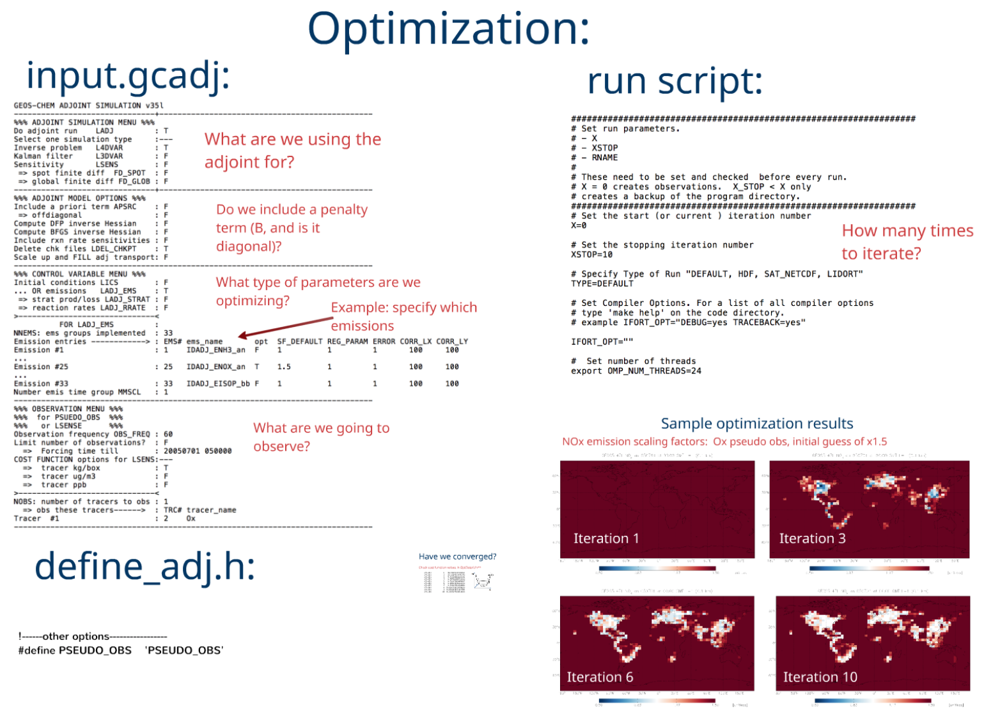 Optimization:
input.gcadj:
GEOS-CHEM ADJOINT SIMULATION v35l
-------------------------------+-----------------------------------------------
%%% ADJOINT SIMULATION MENU %%%
Do adjoint run    LADJ         : T
Select one simulation type     :---
Inverse problem   L4DVAR       : T
Kalman filter     L3DVAR       : F
Sensitivity       LSENS        : F
 => spot finite diff  FD_SPOT  : F
 => global finite diff FD_GLOB : F
-------------------------------+-----------------------------------------------
What are we using the
adjoint for?
%%% ADJOINT MODEL OPTIONS %%%
Include a priori term APSRC    : F
 => offdiagonal                : F
Compute DFP inverse Hessian    : F
Compute BFGS inverse Hessian   : F
Include rxn rate sensitivities : F
Delete chk files LDEL_CHKPT    : T
Scale up and FILL adj transport: F
-------------------------------------------------------------------------------
Do we include a penalty
term (B, and is it
diagonal)?
%%% CONTROL VARIABLE MENU %%%
Initial conditions LICS        : F
... OR emissions   LADJ_EMS    : T
 => strat prod/loss LADJ_STRAT : F
 => reaction rates LADJ_RRATE  : F
>------------------------------<
          FOR LADJ_EMS         :
NNEMS: ems groups implemented  : 33
Emission entries ------------> : EMS# ems_name       opt  SF_DEFAULT REG_PARAM ERROR CORR_LX CORR_LY
Emission #1                    : 1    IDADJ_ENH3_an  F    1          1         1       100     100
...
Emission #25                   : 25   IDADJ_ENOX_an  T    1.5        1         1       100     100
...
Emission #33                   : 33   IDADJ_EISOP_bb F    1          1         1       100     100
Number emis time group MMSCL   : 1
-------------------------------------------------------------------------------
What type of parameters are we
optimizing?
Example: specify which
emissions
%%% OBSERVATION MENU %%%
%%%  for PSUEDO_OBS  %%%
%%%   or LSENSE      %%%
Observation frequency OBS_FREQ : 60
Limit number of observations?  : F
  =>  Forcing time till        : 20050701 050000
COST FUNCTION options for LSENS:---
  =>  tracer kg/box            : T
  =>  tracer ug/m3             : F
  =>  tracer ppb               : F
>------------------------------<
NOBS: number of tracers to obs : 1
  => obs these tracers------>  : TRC# tracer_name
Tracer  #1                     : 2    Ox
-------------------------------------------------------------------------------
What are we going to
observe?
define_adj.h:
!------other options-----------------
#define PSEUDO_OBS    'PSEUDO_OBS'
Have we converged?
run script:
##################################################################
# Set run parameters.
# - X
# - XSTOP
# - RNAME
#
# These need to be set and checked  before every run.
# X = 0 creates observations.  X_STOP < X only
# creates a backup of the program directory.
##################################################################
# Set the start (or current ) iteration number
X=0
# Set the stopping iteration number
XSTOP=10
How many times
to iterate?
# Specify Type of Run "DEFAULT, HDF, SAT_NETCDF, LIDORT"
TYPE=DEFAULT
# Set Compiler Options. For a list of all compiler options
# type 'make help' on the code directory.
# example IFORT_OPT="DEBUG=yes TRACEBACK=yes"
IFORT_OPT=""
#  Set number of threads
export OMP_NUM_THREADS=24
Sample optimization results
NOx emission scaling factors:  Ox pseudo obs, initial guess of x1.5
Iteration 1
Iteration 3
Iteration 6
Iteration 10